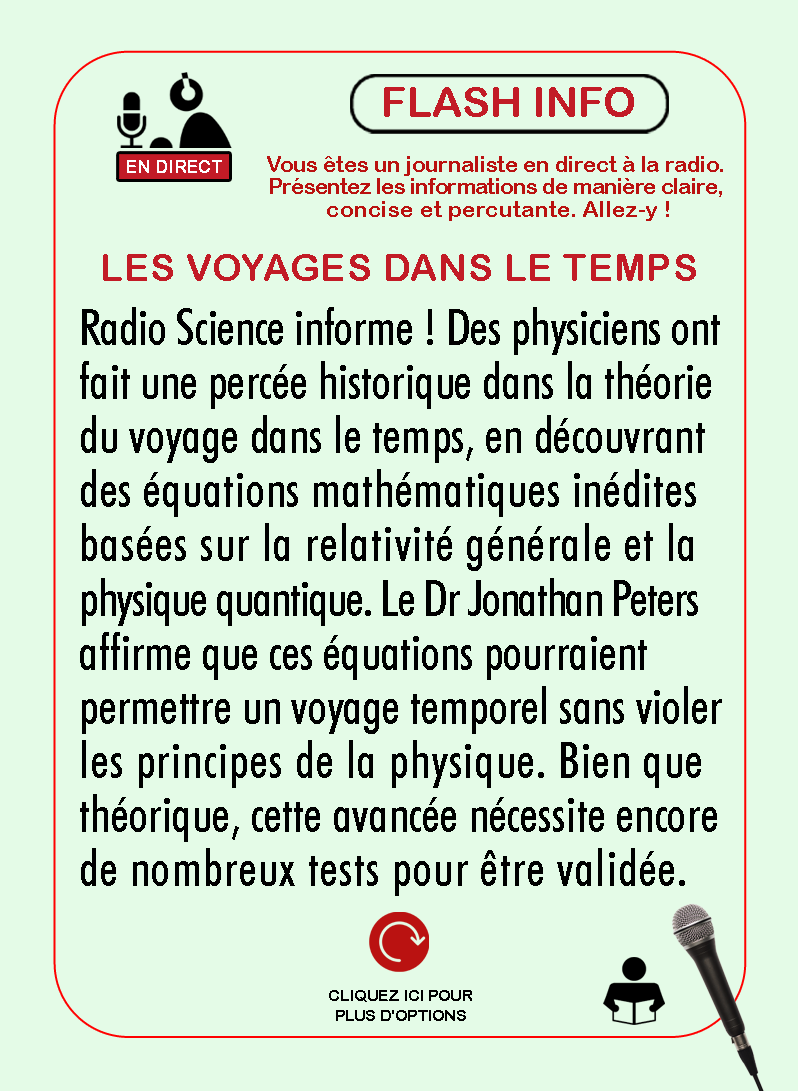 FLASH INFO
EN DIRECT
Vous êtes un journaliste en direct à la radio.
Présentez les informations de manière claire,
concise et percutante. Allez-y !
LES VOYAGES DANS LE TEMPS
Radio Science informe ! Des physiciens ont
fait une percée historique dans la théorie
du voyage dans le temps, en découvrant
des équations mathématiques inédites
basées sur la relativité générale et la
physique quantique. Le Dr Jonathan Peters
affirme que ces équations pourraient
permettre un voyage temporel sans violer
les principes de la physique. Bien que
théorique, cette avancée nécessite encore
de nombreux tests pour être validée.
CLIQUEZ ICI POUR
PLUS D'OPTIONS